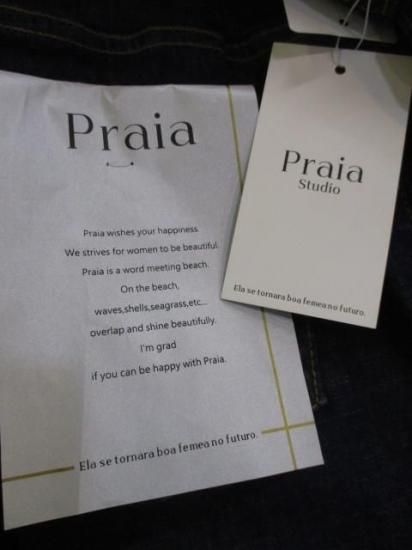 Praia
Praia wishes your happiness.
We strives for women to be beautiful.
Praia is a word meeting beach.
On the beach,
waves,shells,seagrass,etc...
overlap and shine beautifully.
I'm grad
if you can be happy with Praia.
Ela se tornara boa femea no futuro.
Praia
Studio
Ela se tornara boa femea no futuro.